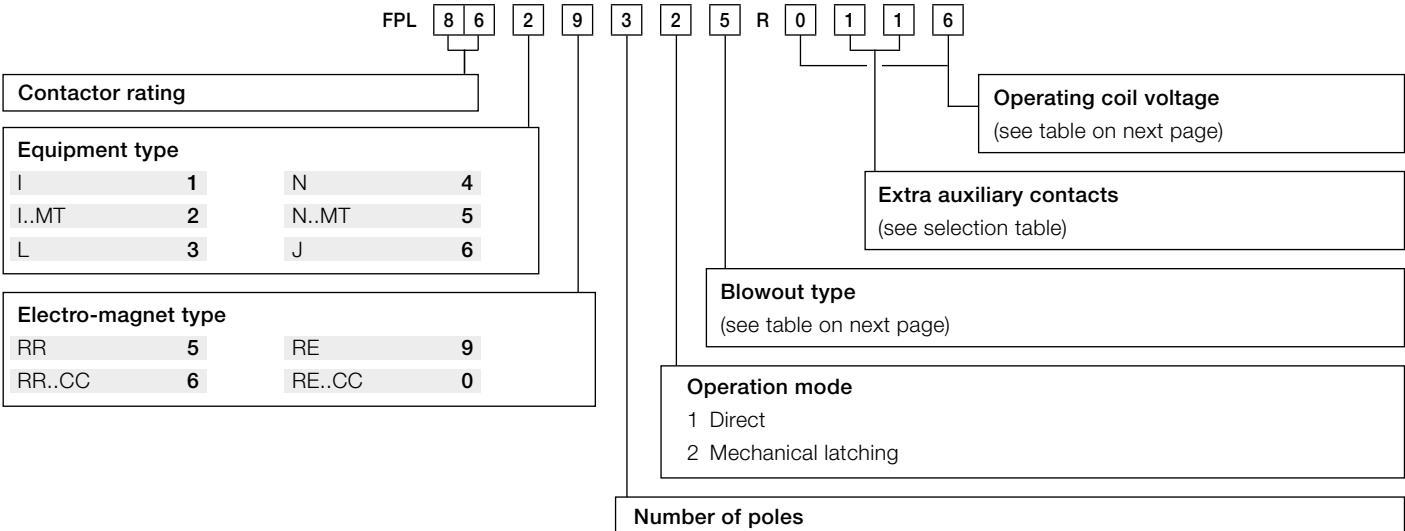 FPL 8 6 2 9 3 2 5 R 0 1 1 6
Contactor rating
Operating coil voltage
(see table on next page)
Equipment type
I 1 N 4
I..MT 2 N..MT 5
L 3 J 6
Extra auxiliary contacts
(see selection table)
Electro-magnet type
RR 5 RE 9
RR..CC 6 RE..CC 0
Blowout type
(see table on next page)
Operation mode
1 Direct
2 Mechanical latching
Number of poles